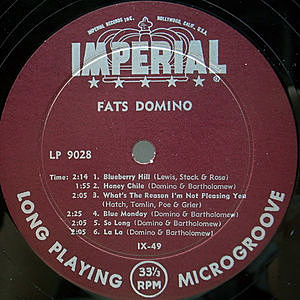 IMPERIAL RECORDS INC. HOLLYWOOD, CALIF. U.S.A.
IMPERIAL
FATS DOMINO
LP 9028
Time: 2:14 1. Blueberry Hill (Lewis, Stock & Rose)
1:55 2. Honey Chile (Domino & Bartholomew)
2:05 3. What's The Reason I'm Not Pleasing You
(Hatch, Tomlin, Poe & Grier)
2:25 4. Blue Monday (Domino & Bartholomew)
2:05 5. So Long (Domino & Bartholomew)
2:05 6. La La (Domino & Bartholomew)
IX-49
LONG PLAYING 33⅓ RPM MICROGROOVE